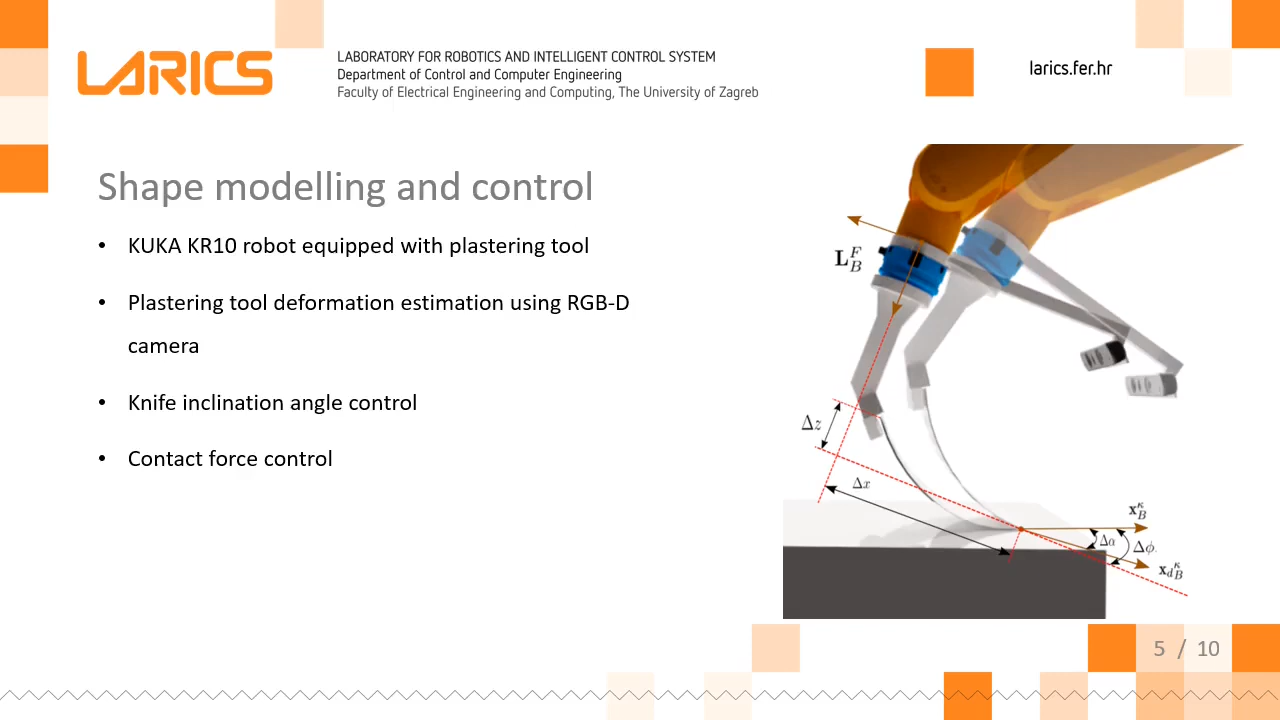 LARICS
LABORATORY FOR ROBOTICS AND INTELLIGENT CONTROL SYSTEM
Department of Control and Computer Engineering
Faculty of Electrical Engineering and Computing, The University of Zagreb
larics.fer.hr
Shape modelling and control
• KUKA KR10 robot equipped with plastering tool
• Plastering tool deformation estimation using RGB-D
camera
• Knife inclination angle control
• Contact force control
L_B^F
Δz
Δx
x_B^κ
Δα
Δϕ
x_d_B^κ
5 / 10